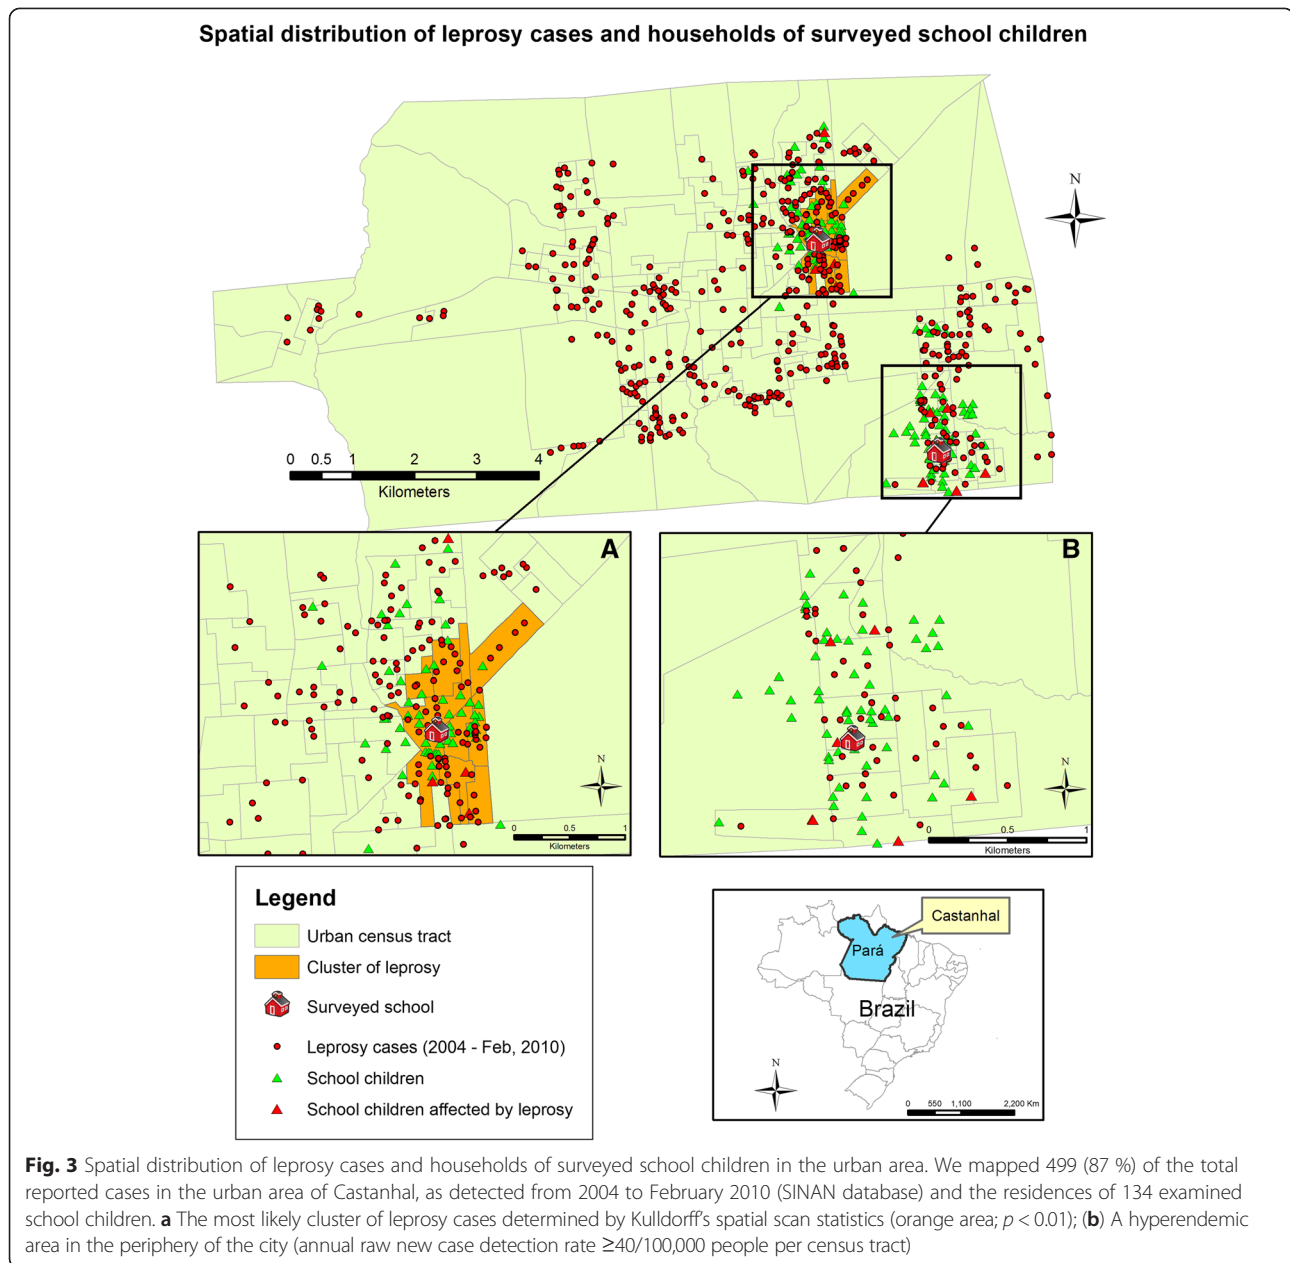 Spatial distribution of leprosy cases and households of surveyed school children
N
0 0.5 1 2 3 4
Kilometers
A
N
0 0.5 1
Kilometers
B
N
0 0.5 1
Kilometers
Legend
Urban census tract
Cluster of leprosy
Surveyed school
Leprosy cases (2004 - Feb, 2010)
School children
School children affected by leprosy
Castanhal
Pará
Brazil
N
0 550 1,100 2,200 Km
Fig. 3 Spatial distribution of leprosy cases and households of surveyed school children in the urban area. We mapped 499 (87 %) of the total
reported cases in the urban area of Castanhal, as detected from 2004 to February 2010 (SINAN database) and the residences of 134 examined
school children. a The most likely cluster of leprosy cases determined by Kulldorff's spatial scan statistics (orange area; p < 0.01); (b) A hyperendemic
area in the periphery of the city (annual raw new case detection rate ≥40/100,000 people per census tract)